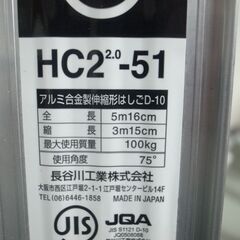 HC2 2.0-51
アルミ合金製伸縮形はしごD-10
全長 5m16cm
縮長 3m15cm
最大使用質量 100kg
使用角度 75°
長谷川工業株式会社
大阪市西区江戸堀2-1-1 江戸堀センタービル14F
TEL(06)6446-1858 MADE IN JAPAN
JIS JQA
JIS S1121 D-10
JQ0508088